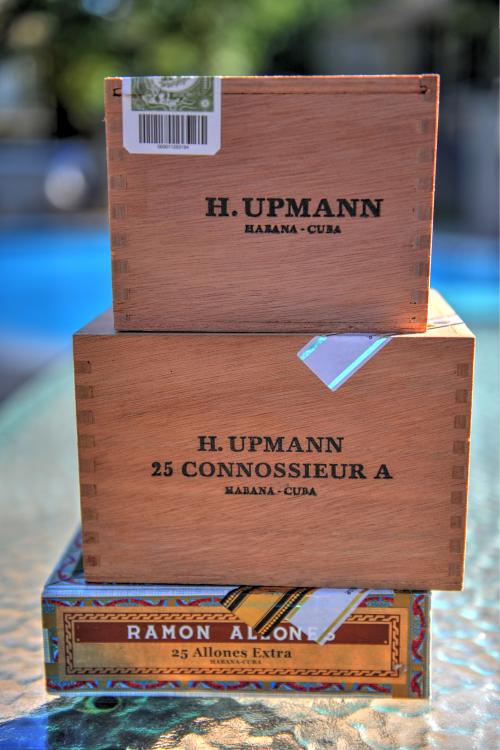 H. UPMANN
HABANA - CUBA
H. UPMANN
25 CONNOSSIEUR A
HABANA - CUBA
RAMON ALLONES
25 Allones Extra
HABANA-CUBA